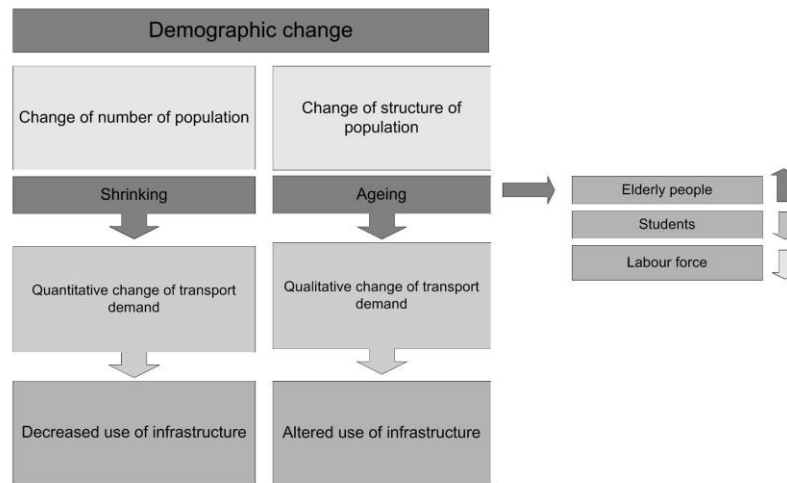 Demographic change
Change of number of population
Change of structure of
population
Shrinking
Ageing
Elderly people
Students
Labour force
Quantitative change of transport
demand
Qualitative change of transport
demand
Decreased use of infrastructure
Altered use of infrastructure